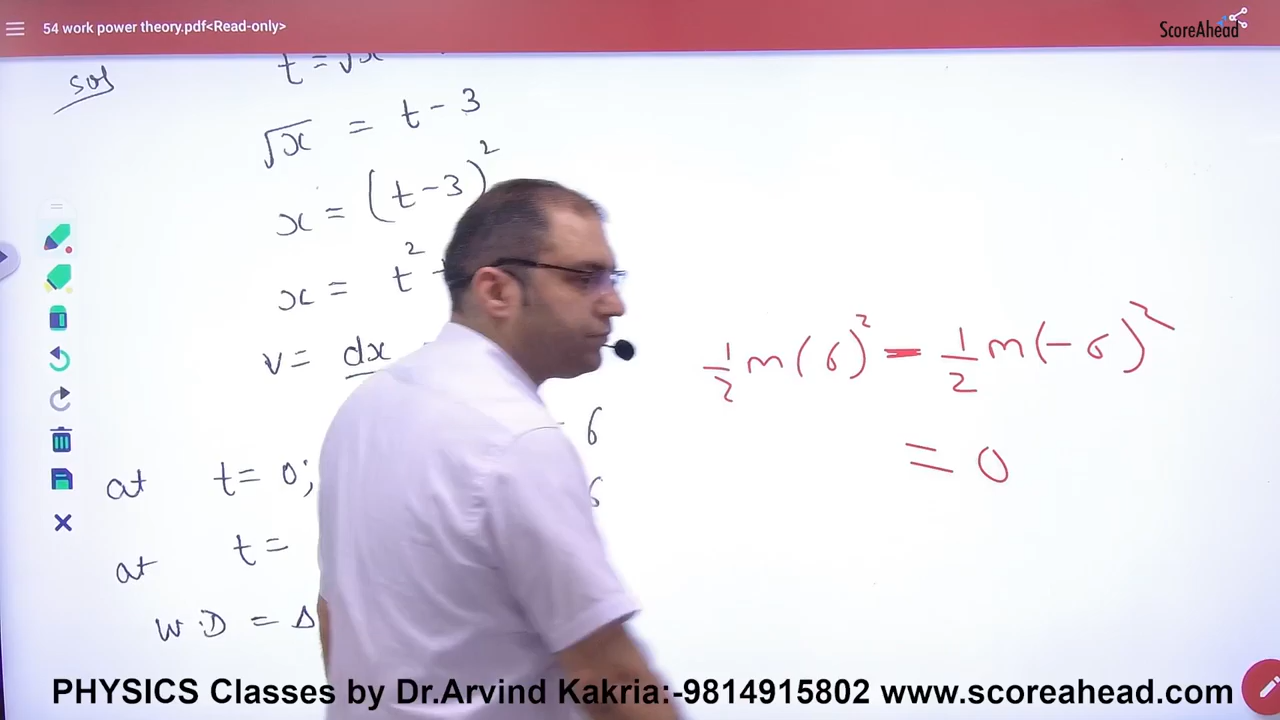 54 work power theory.pdf<Read-only>
ScoreAhead
sol
t = √x
√x = t - 3
x = (t - 3)²
x = t² -
v = dx
- 6
at t = 0; 6
at t =
W.D = Δ
½ m (6)² - ½ m (-6)²
= 0
PHYSICS Classes by Dr.Arvind Kakria:-9814915802 www.scoreahead.com